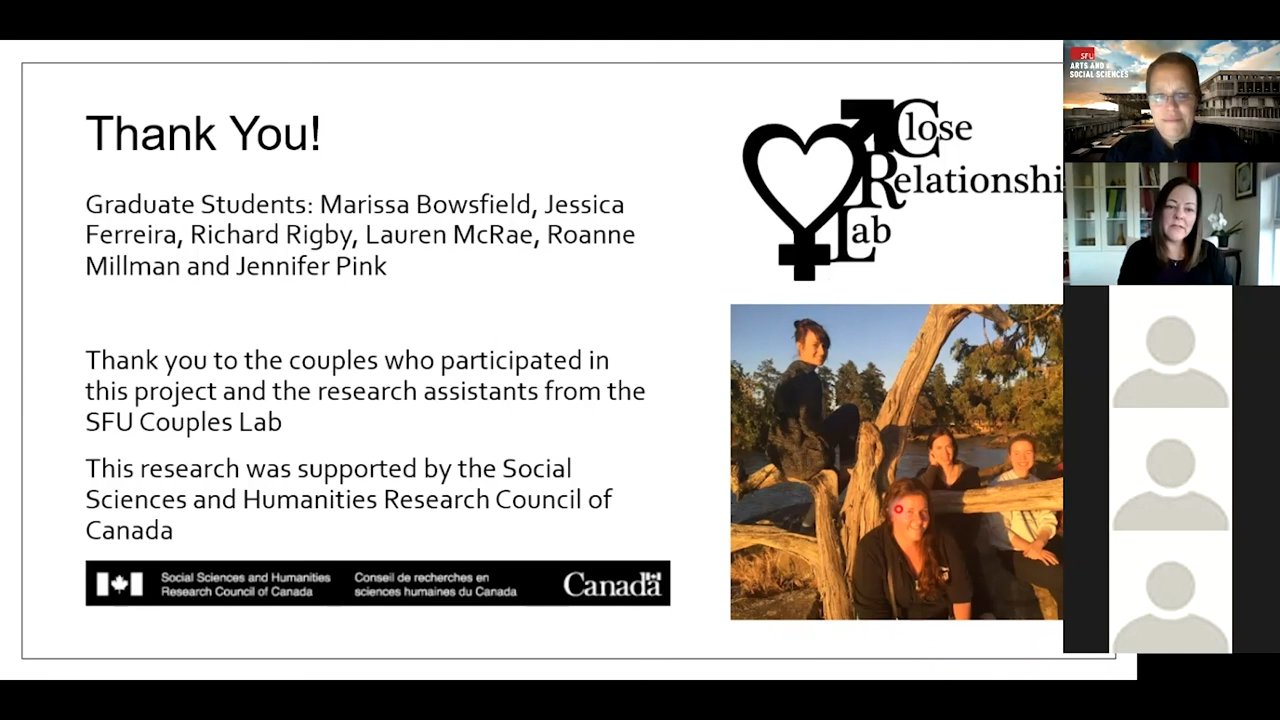 Thank You!
Graduate Students: Marissa Bowsfield, Jessica
Ferreira, Richard Rigby, Lauren McRae, Roanne
Millman and Jennifer Pink
Thank you to the couples who participated in
this project and the research assistants from the
SFU Couples Lab
This research was supported by the Social
Sciences and Humanities Research Council of
Canada
Social Sciences and Humanities
Research Council of Canada
Conseil de recherches en
sciences humaines du Canada
Canada
Close
Relationshi
Lab
SFU
ARTS AND
SOCIAL SCIENCES